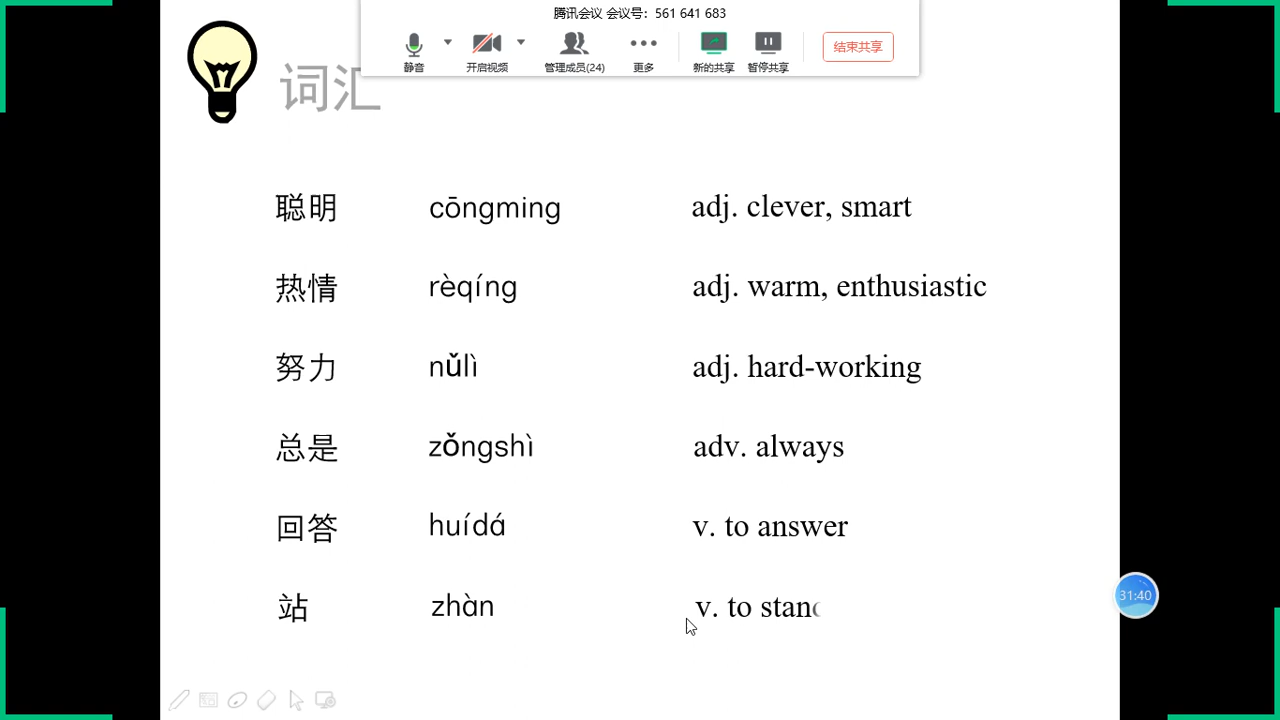 腾讯会议 会议号：561 641 683
静音 开启视频 管理成员(24) 更多 新的共享 暂停共享 结束共享
词汇
聪明 cōngming adj. clever, smart
热情 rèqíng adj. warm, enthusiastic
努力 nǔlì adj. hard-working
总是 zǒngshì adv. always
回答 huídá v. to answer
31:40
站 zhàn v. to stand